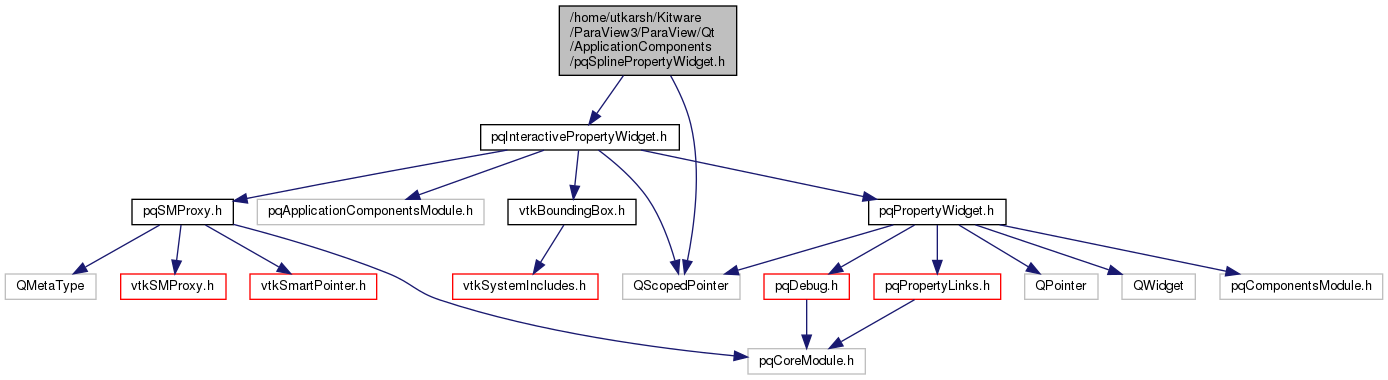 /home/utkarsh/Kitware
/ParaView3/ParaView/Qt
/ApplicationComponents
/pqSplinePropertyWidget.h
pqInteractivePropertyWidget.h
pqSMProxy.h
pqApplicationComponentsModule.h
vtkBoundingBox.h
pqPropertyWidget.h
QMetaType
vtkSMProxy.h
vtkSmartPointer.h
vtkSystemIncludes.h
QScopedPointer
pqDebug.h
pqPropertyLinks.h
QPointer
QWidget
pqComponentsModule.h
pqCoreModule.h